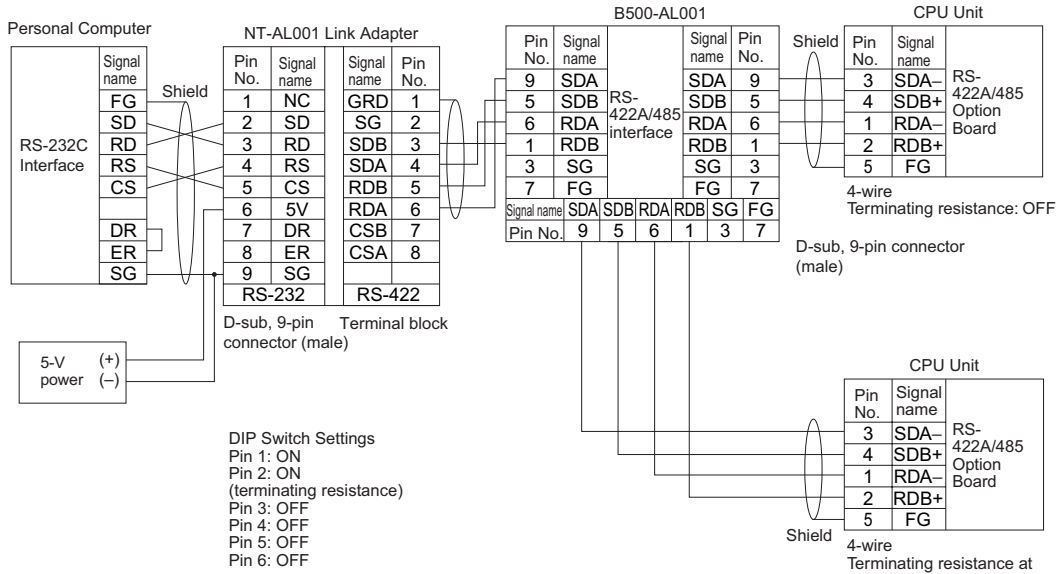 B500-AL001
CPU Unit
Personal Computer
NT-AL001 Link Adapter
RS-232C
Interface
Signal
name
FG
SD
RD
RS
CS
DR
ER
SG
Shield
Pin No. Signal name Signal name Pin No.
1 NC GRD 1
2 SD SG 2
3 RD SDB 3
4 RS SDA 4
5 CS RDB 5
6 5V RDA 6
7 DR CSB 7
8 ER CSA 8
9 SG
RS-232 RS-422
D-sub, 9-pin
connector (male)
Terminal block
5-V
power
(+)
(–)
DIP Switch Settings
Pin 1: ON
Pin 2: ON
(terminating resistance)
Pin 3: OFF
Pin 4: OFF
Pin 5: OFF
Pin 6: OFF
Pin No. Signal name Signal name Pin No.
9 SDA SDA 9
5 SDB SDB 5
6 RDA RDA 6
1 RDB RDB 1
3 SG SG 3
7 FG FG 7
RS-
422A/485
interface
Signal name SDA SDB RDA RDB SG FG
Pin No. 9 5 6 1 3 7
Shield
Pin No. Signal name
3 SDA–
4 SDB+
1 RDA–
2 RDB+
5 FG
RS-
422A/485
Option
Board
4-wire
Terminating resistance: OFF
D-sub, 9-pin connector
(male)
CPU Unit
Pin No. Signal name
3 SDA–
4 SDB+
1 RDA–
2 RDB+
5 FG
RS-
422A/485
Option
Board
Shield
4-wire
Terminating resistance at